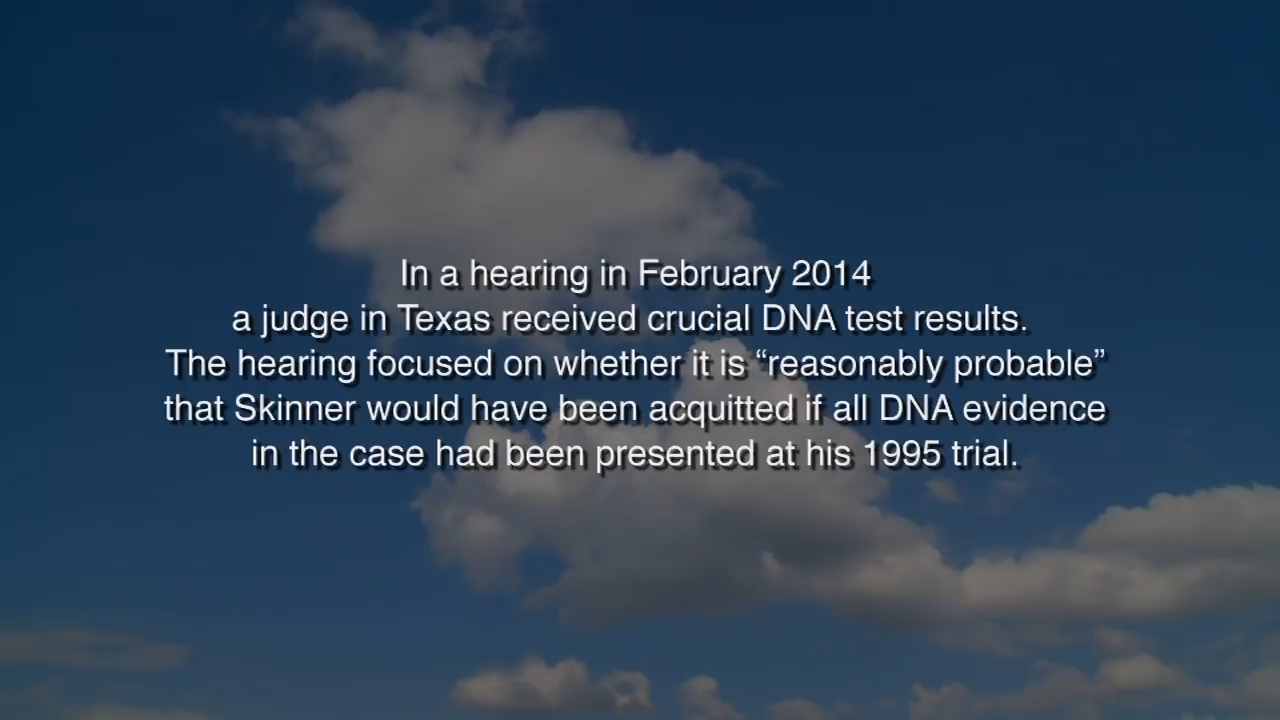 In a hearing in February 2014
a judge in Texas received crucial DNA test results.
The hearing focused on whether it is “reasonably probable”
that Skinner would have been acquitted if all DNA evidence
in the case had been presented at his 1995 trial.